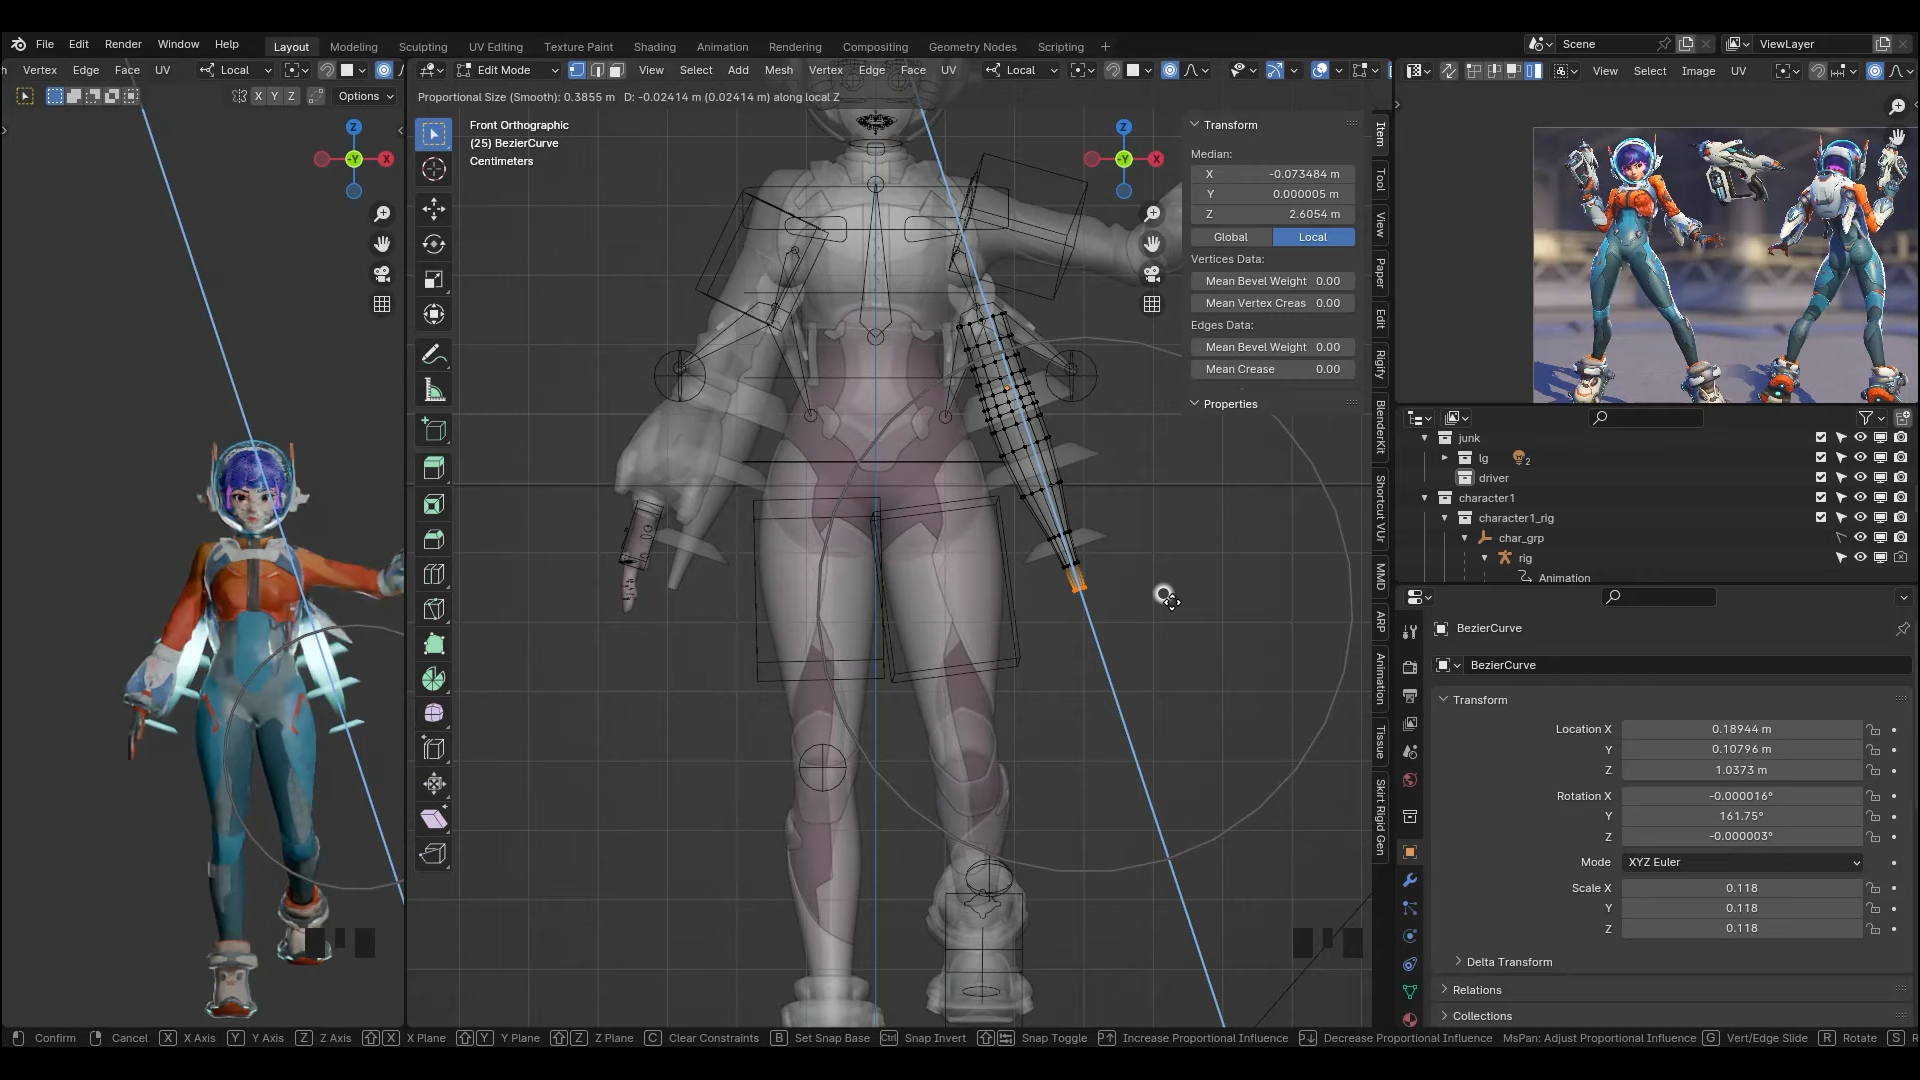 File Edit Render Window Help
Layout Modeling Sculpting UV Editing Texture Paint Shading Animation Rendering Compositing Geometry Nodes Scripting +
Scene
ViewLayer
Vertex Edge Face UV Local
Edit Mode View Select Add Mesh Vertex Edge Face UV Local
View Select Image UV
X Y Z Options
Proportional Size (Smooth): 0.3855 m D: -0.02414 m (0.02414 m) along local Z
Front Orthographic
(25) BezierCurve
Centimeters
Z
-Y
X
Z
-Y
X
Transform
Median:
X -0.073484 m
Y 0.000005 m
Z 2.6054 m
Global Local
Vertices Data:
Mean Bevel Weight 0.00
Mean Vertex Creas 0.00
Edges Data:
Mean Bevel Weight 0.00
Mean Crease 0.00
Properties
Item
Tool
View
Paper
Edit
Rigify
BlenderKit
Shortcut VUr
MMD
ARP
Animation
Tissue
Skirt Rigid Gen
junk
lg 2
driver
character1
character1_rig
char_grp
rig
Animation
BezierCurve
BezierCurve
Transform
Location X 0.18944 m
Y 0.10796 m
Z 1.0373 m
Rotation X -0.000016°
Y 161.75°
Z -0.000003°
Mode XYZ Euler
Scale X 0.118
Y 0.118
Z 0.118
Delta Transform
Relations
Collections
Confirm Cancel X X Axis Y Y Axis Z Z Axis X X Plane Y Y Plane Z Z Plane C Clear Constraints B Set Snap Base Ctrl Snap Invert Snap Toggle Increase Proportional Influence Decrease Proportional Influence MsPan: Adjust Proportional Influence G Vert/Edge Slide R Rotate S